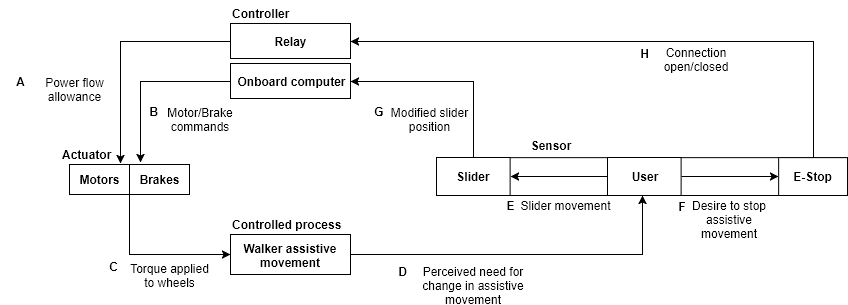 Controller
Relay
H Connection
open/closed
A Power flow
allowance
Onboard computer
B Motor/Brake
commands
G Modified slider
position
Actuator
Sensor
Motors Brakes
Slider User E-Stop
E Slider movement
F Desire to stop
assistive
movement
Controlled process
Walker assistive
movement
C Torque applied
to wheels
D Perceived need for
change in assistive
movement